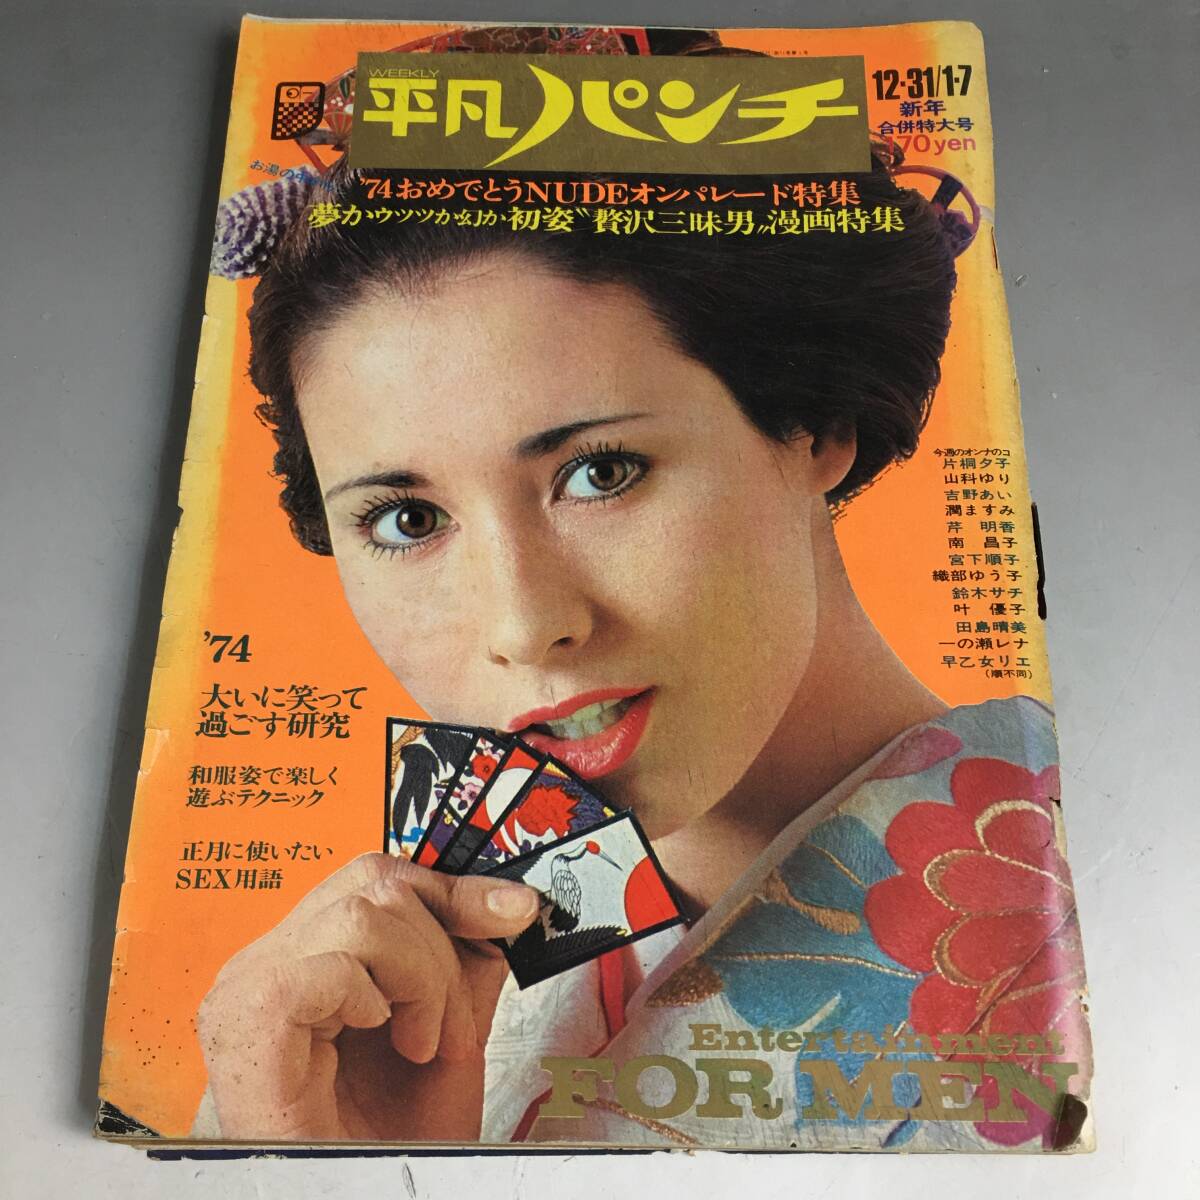 WEEKLY
平凡パンチ
12・31/1・7
新年
合併特大号
170yen
お湯の中
'74おめでとうNUDEオンパレード特集
夢かウツツか幻か初姿〝贅沢三昧男〟漫画特集
今週のオンナのコ
片桐夕子
山科ゆり
吉野あい
潤ますみ
芹 明香
南 昌子
宮下順子
織部ゆう子
鈴木サチ
叶 優子
田島晴美
一の瀬レナ
早乙女リエ
(順不同)
'74
大いに笑って
過ごす研究
和服姿で楽しく
遊ぶテクニック
正月に使いたい
SEX用語
Entertainment
FOR MEN